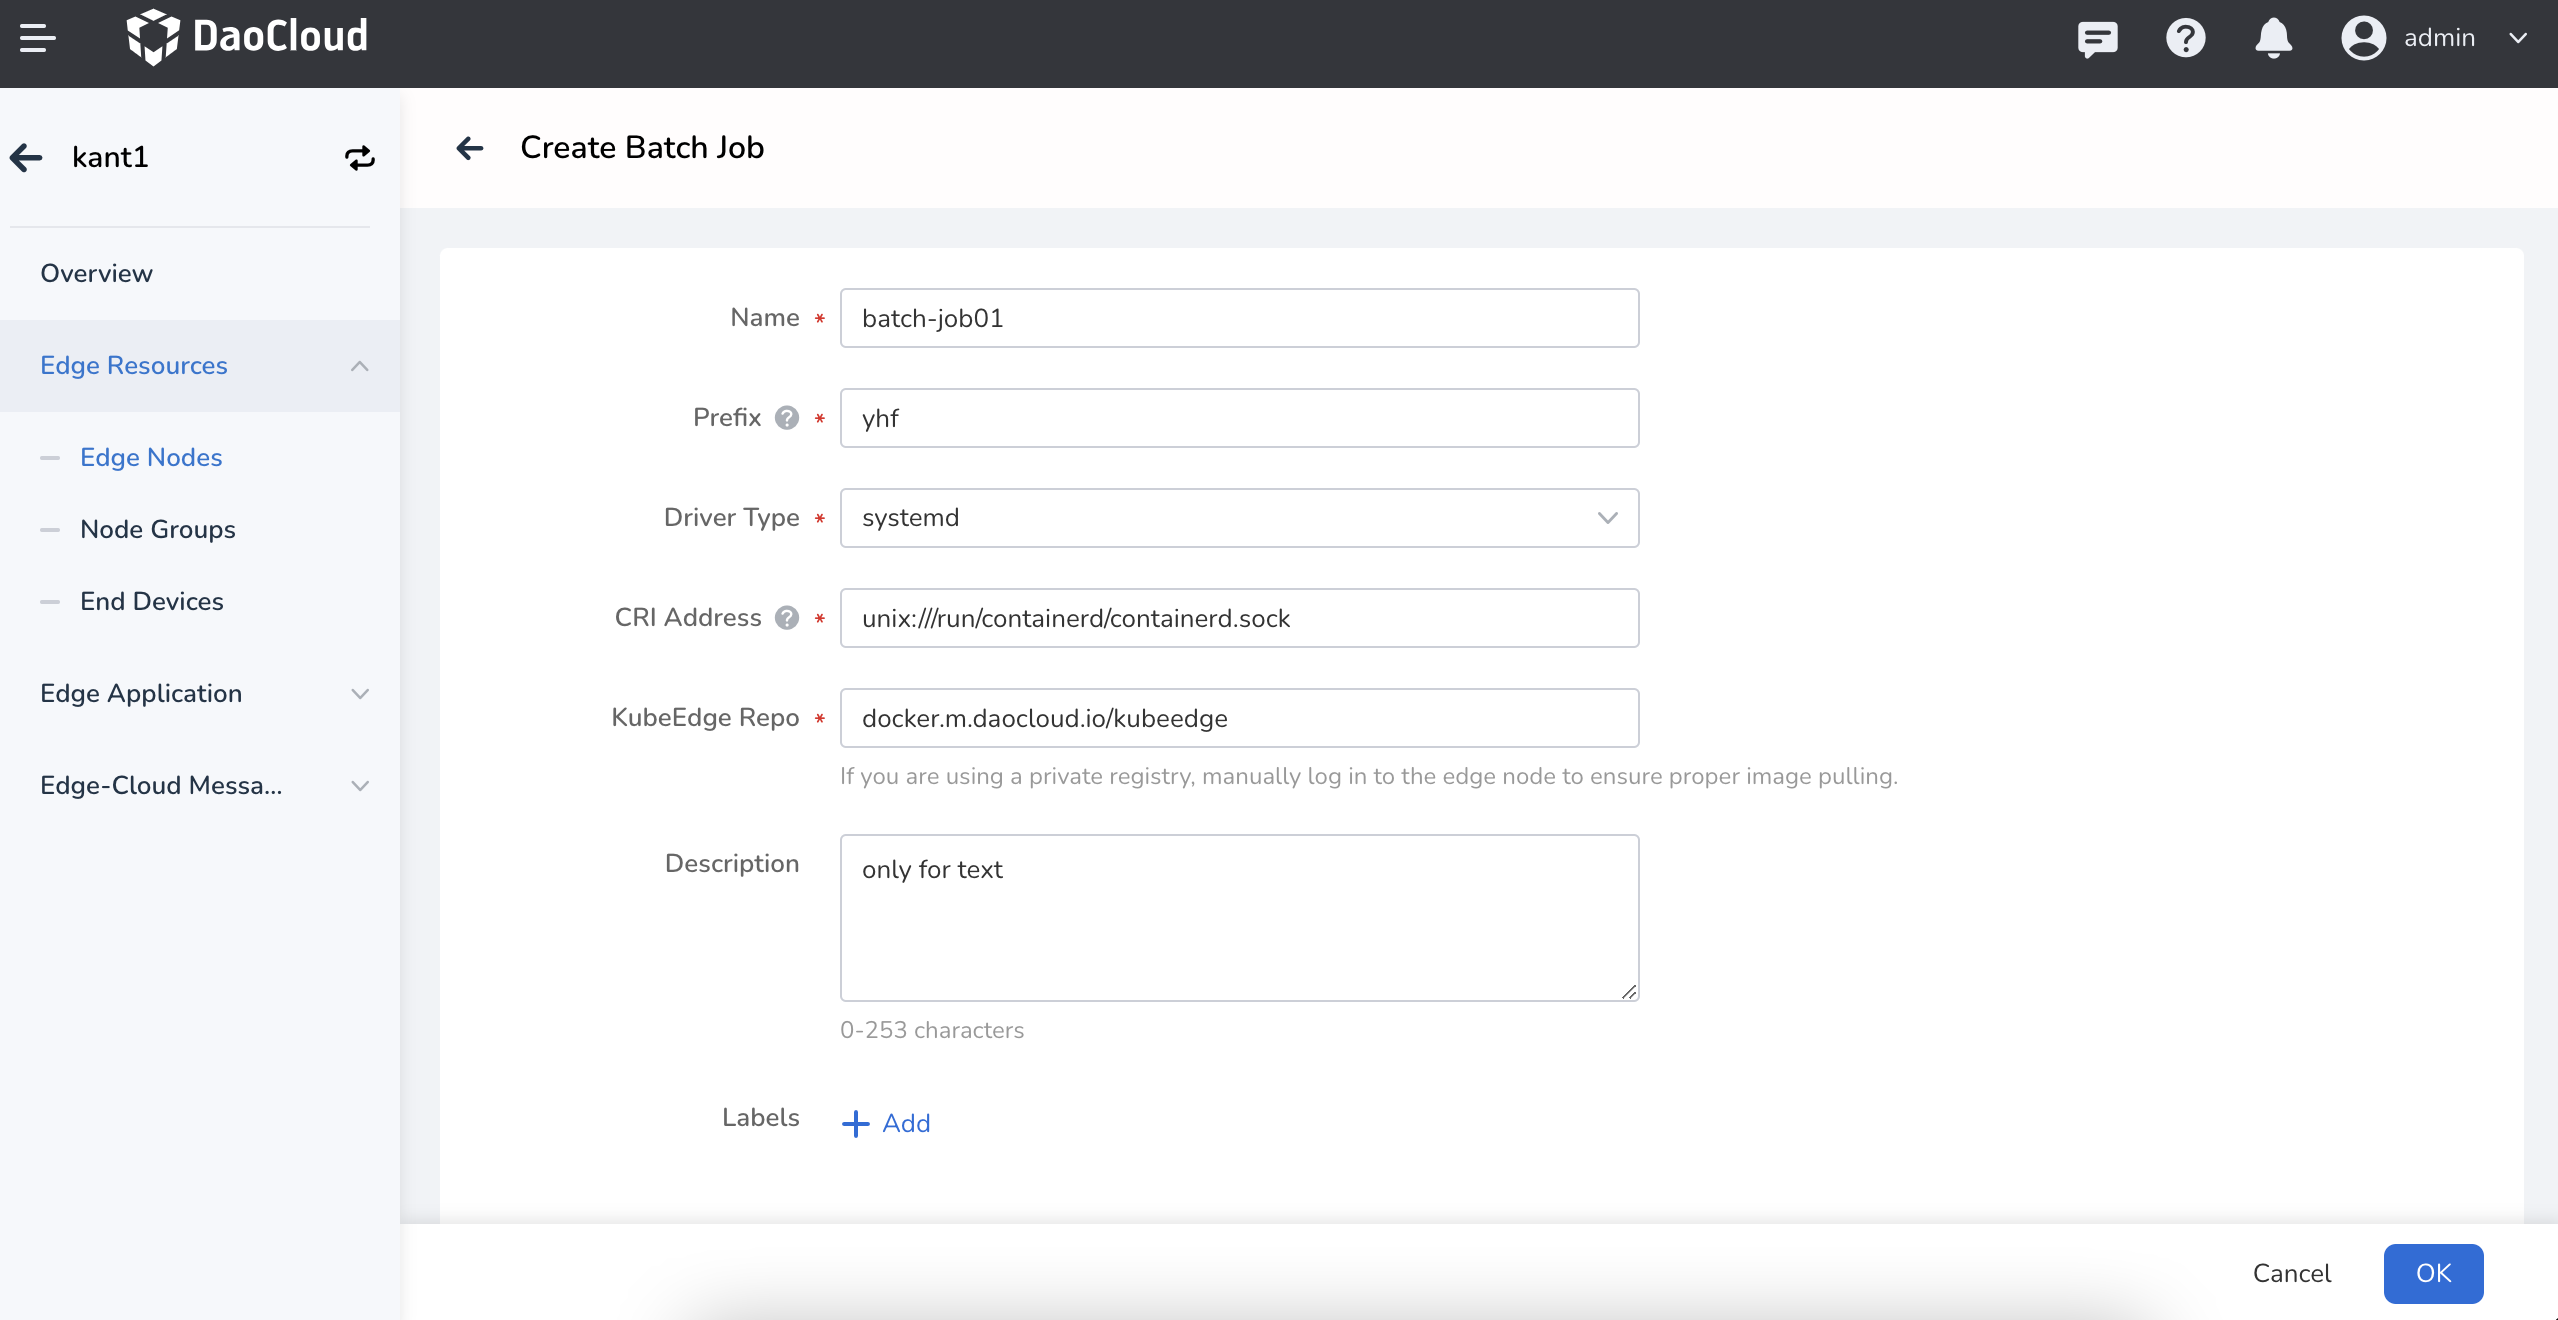 DaoCloud
admin
kant1
Create Batch Job
Overview
Edge Resources
Edge Nodes
Node Groups
End Devices
Edge Application
Edge-Cloud Messa...
Name * batch-job01
Prefix ? * yhf
Driver Type * systemd
CRI Address ? * unix:///run/containerd/containerd.sock
KubeEdge Repo * docker.m.daocloud.io/kubeedge
If you are using a private registry, manually log in to the edge node to ensure proper image pulling.
Description only for text
0-253 characters
Labels + Add
Cancel OK